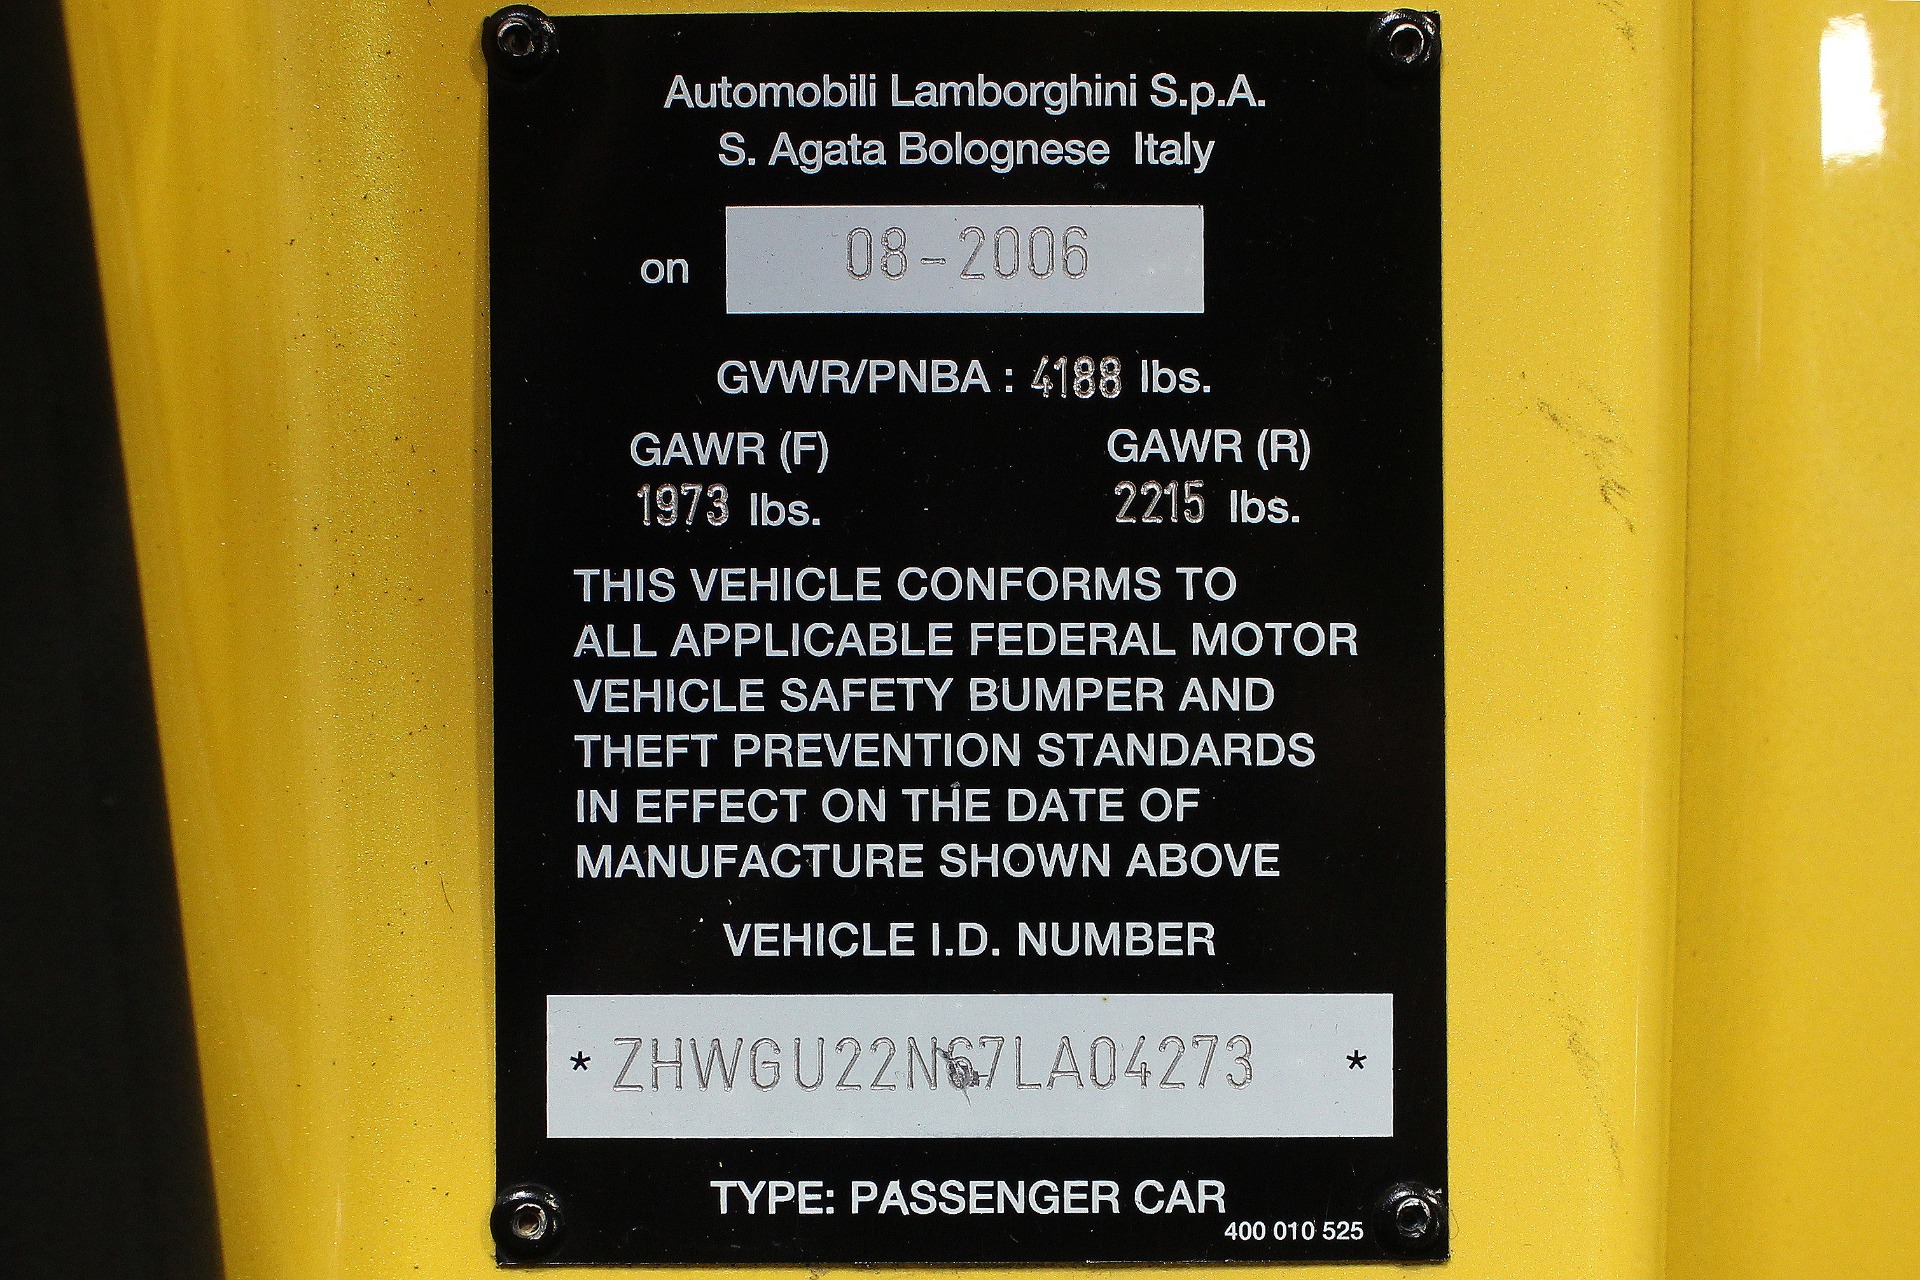 Automobili Lamborghini S.p.A.
S. Agata Bolognese Italy
on 08-2006
GVWR/PNBA : 4188 lbs.
GAWR (F) GAWR (R)
1973 lbs. 2215 lbs.
THIS VEHICLE CONFORMS TO
ALL APPLICABLE FEDERAL MOTOR
VEHICLE SAFETY BUMPER AND
THEFT PREVENTION STANDARDS
IN EFFECT ON THE DATE OF
MANUFACTURE SHOWN ABOVE
VEHICLE I.D. NUMBER
* ZHWGU22N67LA04273 *
TYPE: PASSENGER CAR
400 010 525